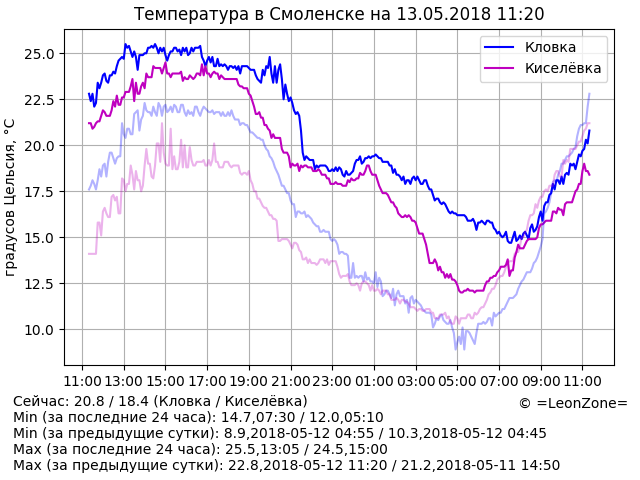 Температура в Смоленске на 13.05.2018 11:20
градусов Цельсия, °C
25.0
22.5
20.0
17.5
15.0
12.5
10.0
Кловка
Киселёвка
11:00 13:00 15:00 17:00 19:00 21:00 23:00 01:00 03:00 05:00 07:00 09:00 11:00
Сейчас: 20.8 / 18.4 (Кловка / Киселёвка)
© =LeonZone=
Min (за последние 24 часа): 14.7,07:30 / 12.0,05:10
Min (за предыдущие сутки): 8.9,2018-05-12 04:55 / 10.3,2018-05-12 04:45
Max (за последние 24 часа): 25.5,13:05 / 24.5,15:00
Max (за предыдущие сутки): 22.8,2018-05-12 11:20 / 21.2,2018-05-11 14:50